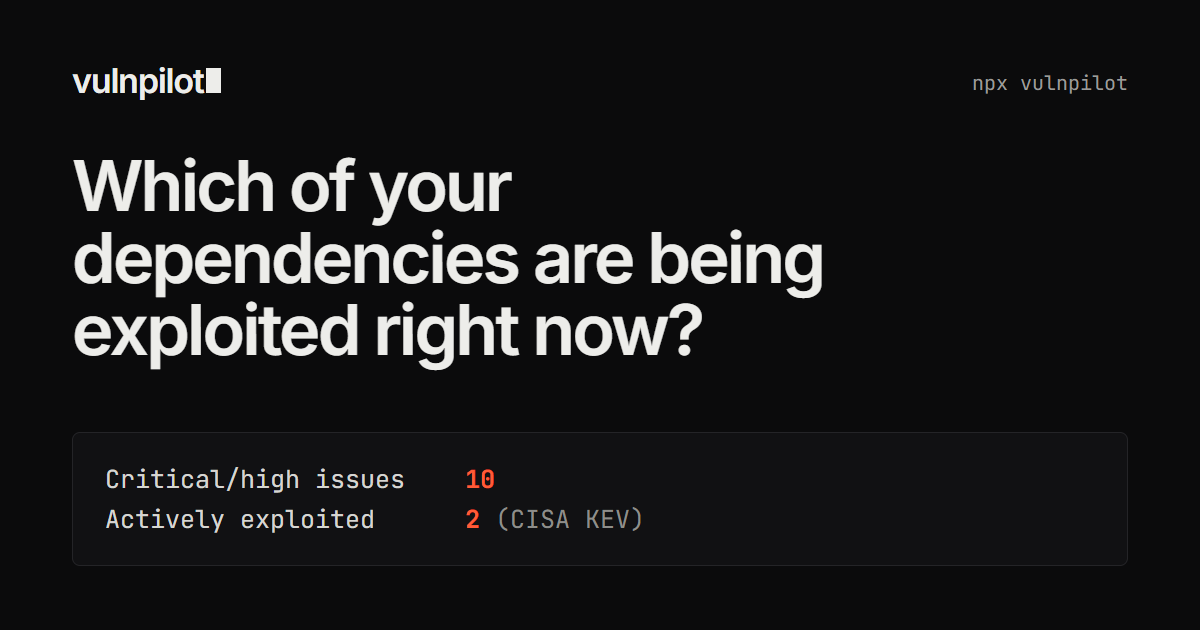 vulnpilot
npx vulnpilot
Which of your
dependencies are being
exploited right now?
Critical/high issues 10
Actively exploited 2 (CISA KEV)